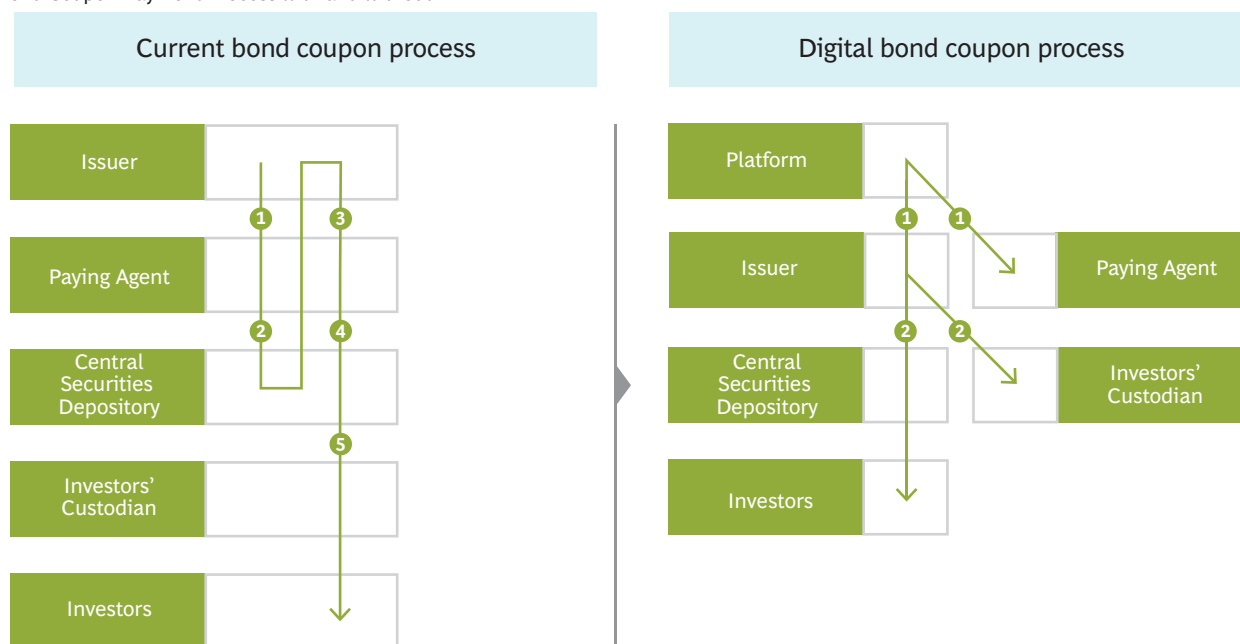 Current bond coupon process
Issuer
1
3
Paying Agent
2
4
Central
Securities
Depository
5
Investors’
Custodian
Investors
Digital bond coupon process
Platform
1
1
Issuer
Paying Agent
2
2
Central
Securities
Depository
Investors’
Custodian
Investors